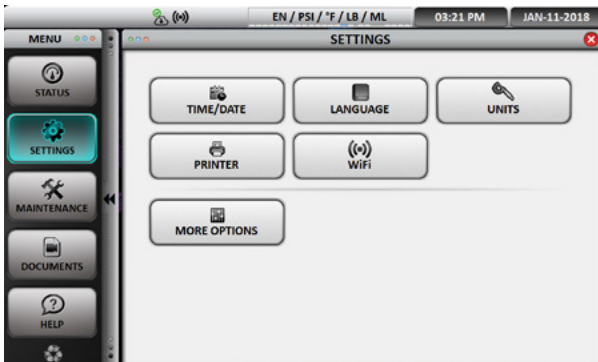 EN / PSI / °F / LB / ML 03:21 PM JAN-11-2018
MENU
SETTINGS
STATUS
SETTINGS
MAINTENANCE
DOCUMENTS
HELP
TIME/DATE LANGUAGE UNITS
PRINTER WiFi
MORE OPTIONS